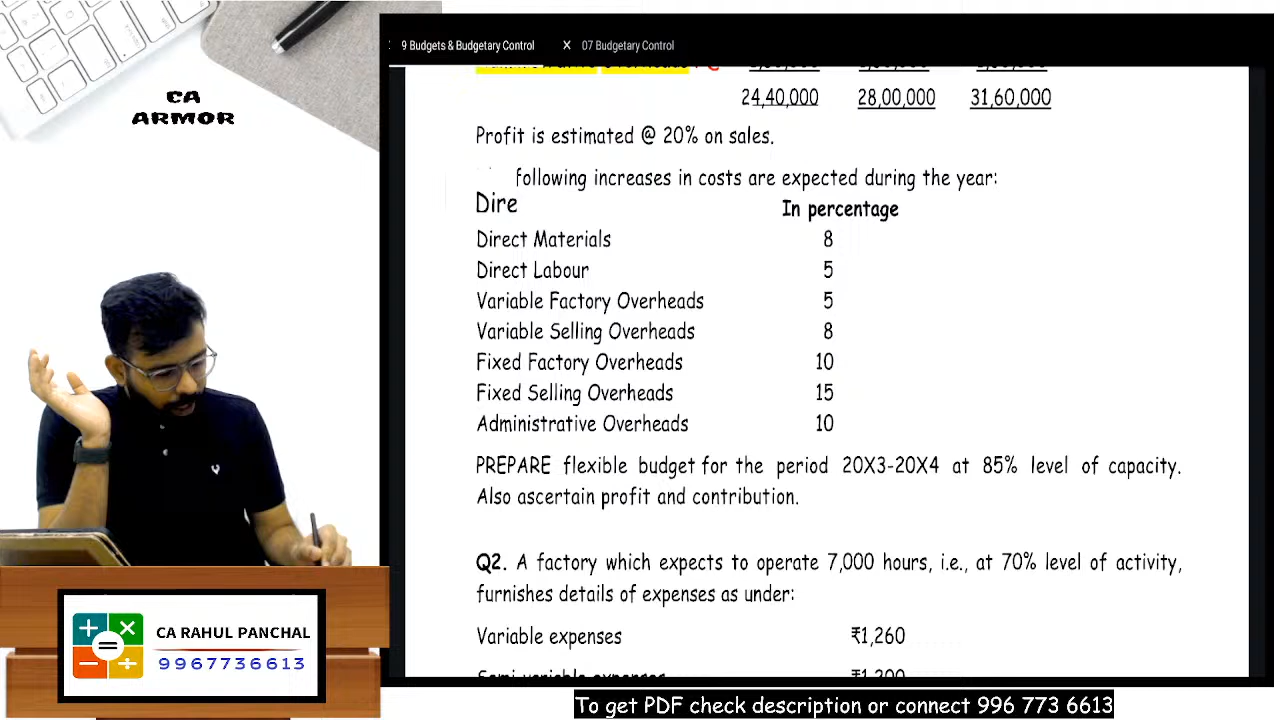 9 Budgets & Budgetary Control
X 07 Budgetary Control
CA
ARMOR
24,40,000 28,00,000 31,60,000
Profit is estimated @ 20% on sales.
following increases in costs are expected during the year:
Dire
In percentage
Direct Materials 8
Direct Labour 5
Variable Factory Overheads 5
Variable Selling Overheads 8
Fixed Factory Overheads 10
Fixed Selling Overheads 15
Administrative Overheads 10
PREPARE flexible budget for the period 20X3-20X4 at 85% level of capacity.
Also ascertain profit and contribution.
Q2. A factory which expects to operate 7,000 hours, i.e., at 70% level of activity,
furnishes details of expenses as under:
Variable expenses ₹1,260
CA RAHUL PANCHAL
9967736613
To get PDF check description or connect 996 773 6613